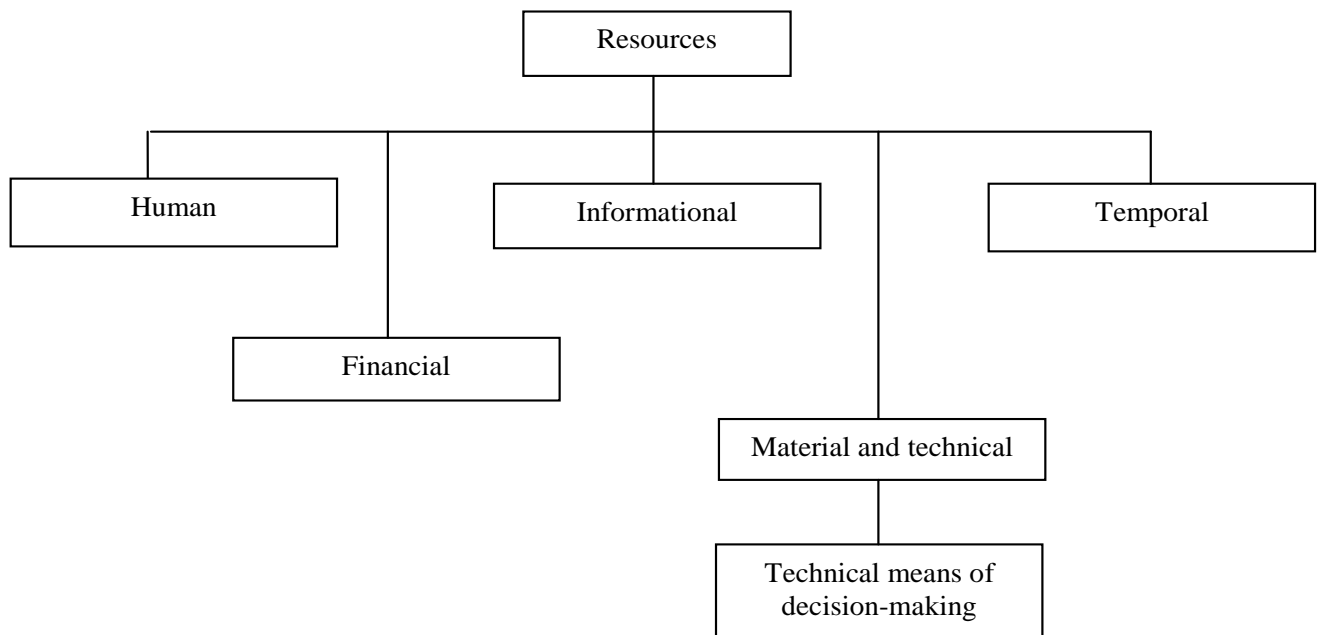 Resources
Human
Informational
Temporal
Financial
Material and technical
Technical means of
decision-making